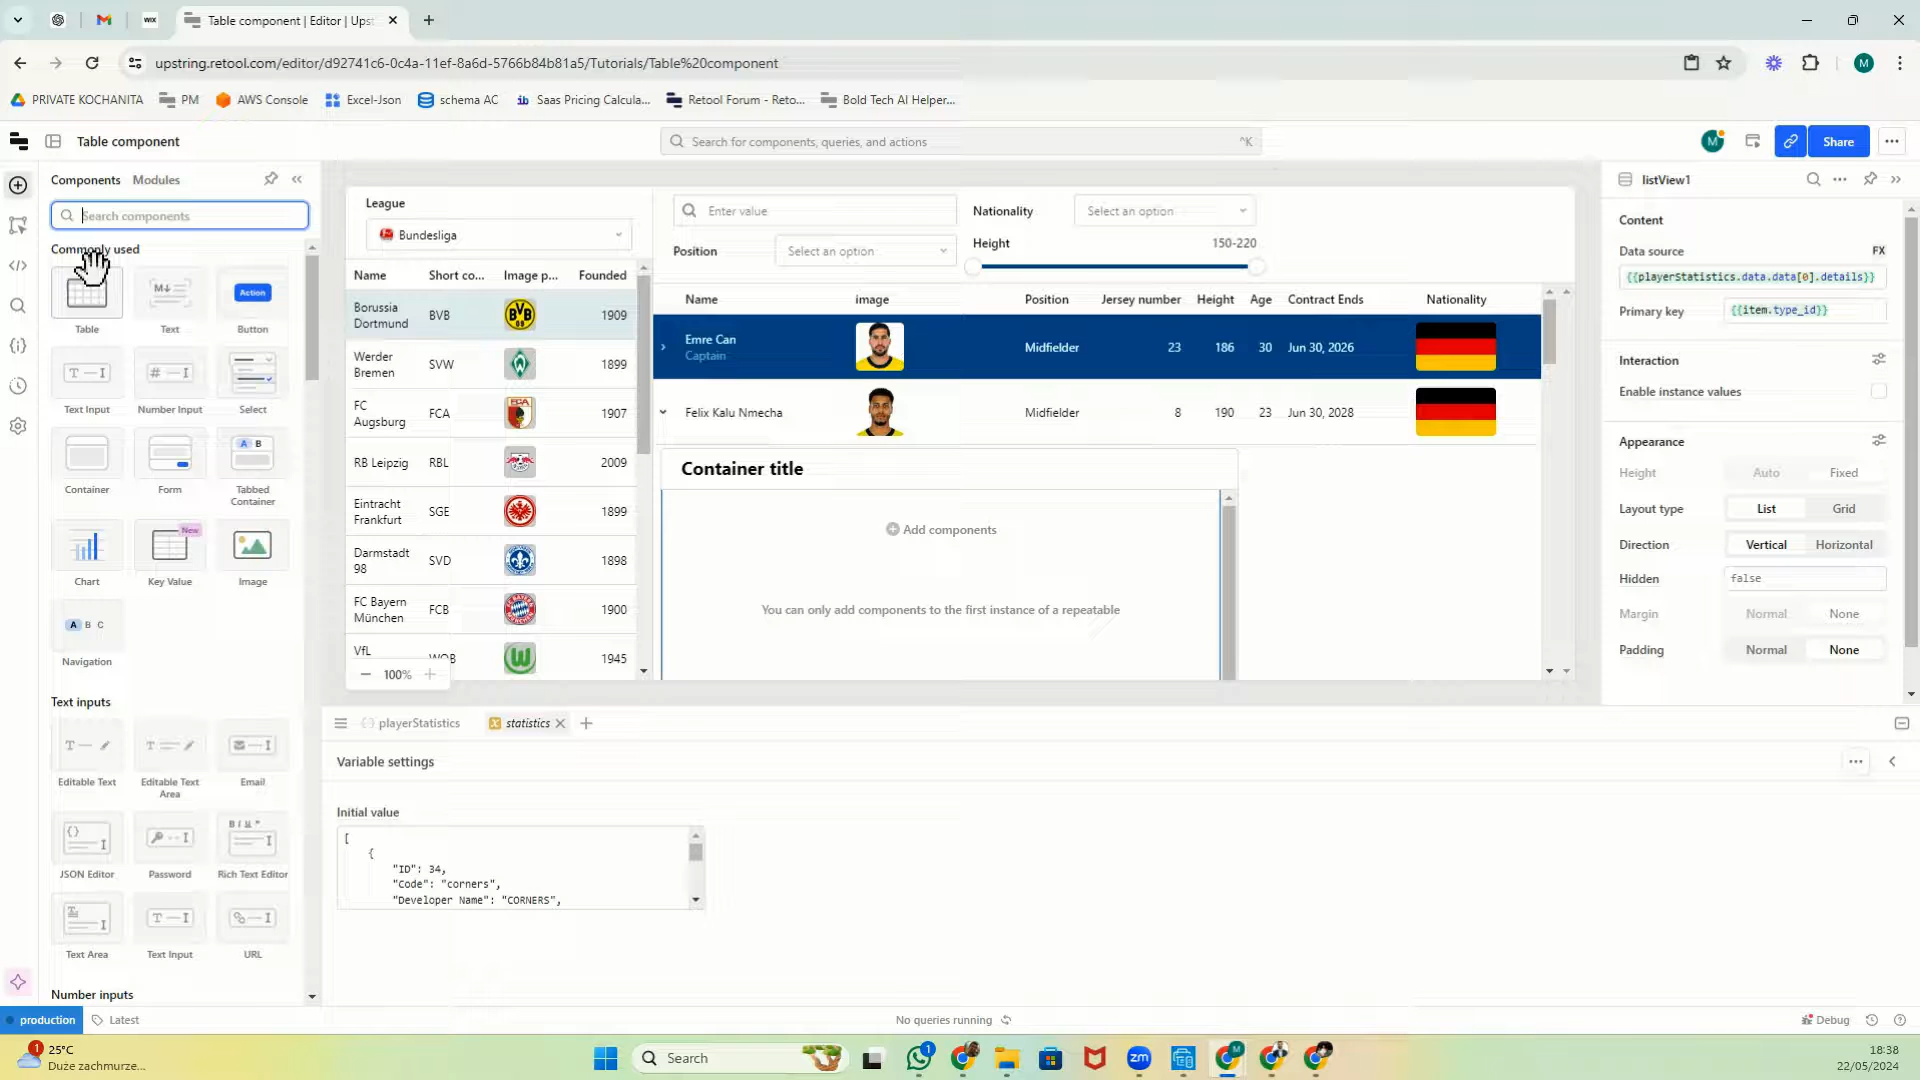 WIX
Table component | Editor | Upst
upstring.retool.com/editor/d92741c6-0c4a-11ef-8a6d-5766b84b81a5/Tutorials/Table%20component
M
PRIVATE KOCHANITA
PM
AWS Console
Excel-Json
schema AC
ib Saas Pricing Calcula...
Retool Forum - Reto...
Bold Tech AI Helper...
Table component
Search for components, queries, and actions
^K
M
Share
Components
Modules
Search components
Commonly used
Table
M↓
Text
Action
Button
Text Input
Number Input
Select
Container
Form
A B
Tabbed Container
Chart
New
Key Value
Image
A B C
Navigation
Text inputs
Editable Text
Editable Text Area
Email
JSON Editor
Password
B I U
Rich Text Editor
Text Area
Text Input
URL
Number inputs
League
Bundesliga
Name
Short co...
Image p...
Founded
Borussia Dortmund
BVB
BVB 09
1909
Werder Bremen
SVW
1899
FC Augsburg
FCA
1907
RB Leipzig
RBL
2009
Eintracht Frankfurt
SGE
1899
Darmstadt 98
SVD
1898
FC Bayern München
FCB
1900
VfL
WOB
1945
100%
Enter value
Nationality
Select an option
Position
Select an option
Height
150-220
Name
image
Position
Jersey number
Height
Age
Contract Ends
Nationality
Emre Can
Captain
Midfielder
23
186
30
Jun 30, 2026
Felix Kalu Nmecha
Midfielder
8
190
23
Jun 30, 2028
Container title
Add components
You can only add components to the first instance of a repeatable
listView1
Content
Data source
FX
{{playerStatistics.data.data[0].details}}
Primary key
{{item.type_id}}
Interaction
Enable instance values
Appearance
Height
Auto
Fixed
Layout type
List
Grid
Direction
Vertical
Horizontal
Hidden
false
Margin
Normal
None
Padding
Normal
None
playerStatistics
statistics
Variable settings
Initial value
[
{
"ID": 34,
"Code": "corners",
"Developer Name": "CORNERS",
production
Latest
No queries running
Debug
1
25°C
Duże zachmurze...
Search
1
zm
M
18:38
22/05/2024